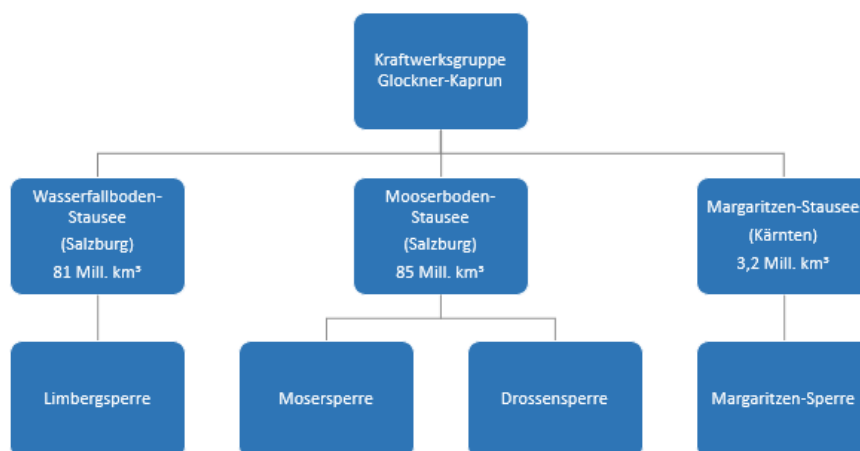 Kraftwerksgruppe
Glockner-Kaprun
Wasserfallboden-
Stausee
(Salzburg)
81 Mill. km³
Mooserboden-
Stausee
(Salzburg)
85 Mill. km³
Margaritzen-Stausee
(Kärnten)
3,2 Mill. km³
Limbergsperre
Mosersperre
Drossensperre
Margaritzen-Sperre